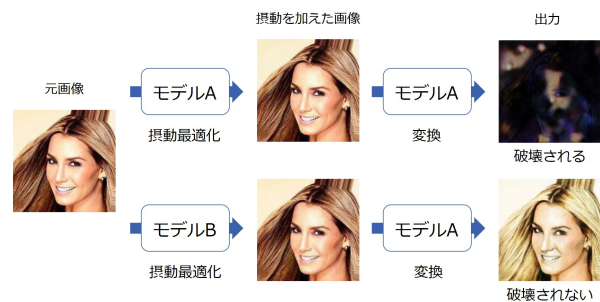 摂動を加えた画像
出力
元画像
モデルA
摂動最適化
モデルA
変換
破壊される
モデルB
摂動最適化
モデルA
変換
破壊されない